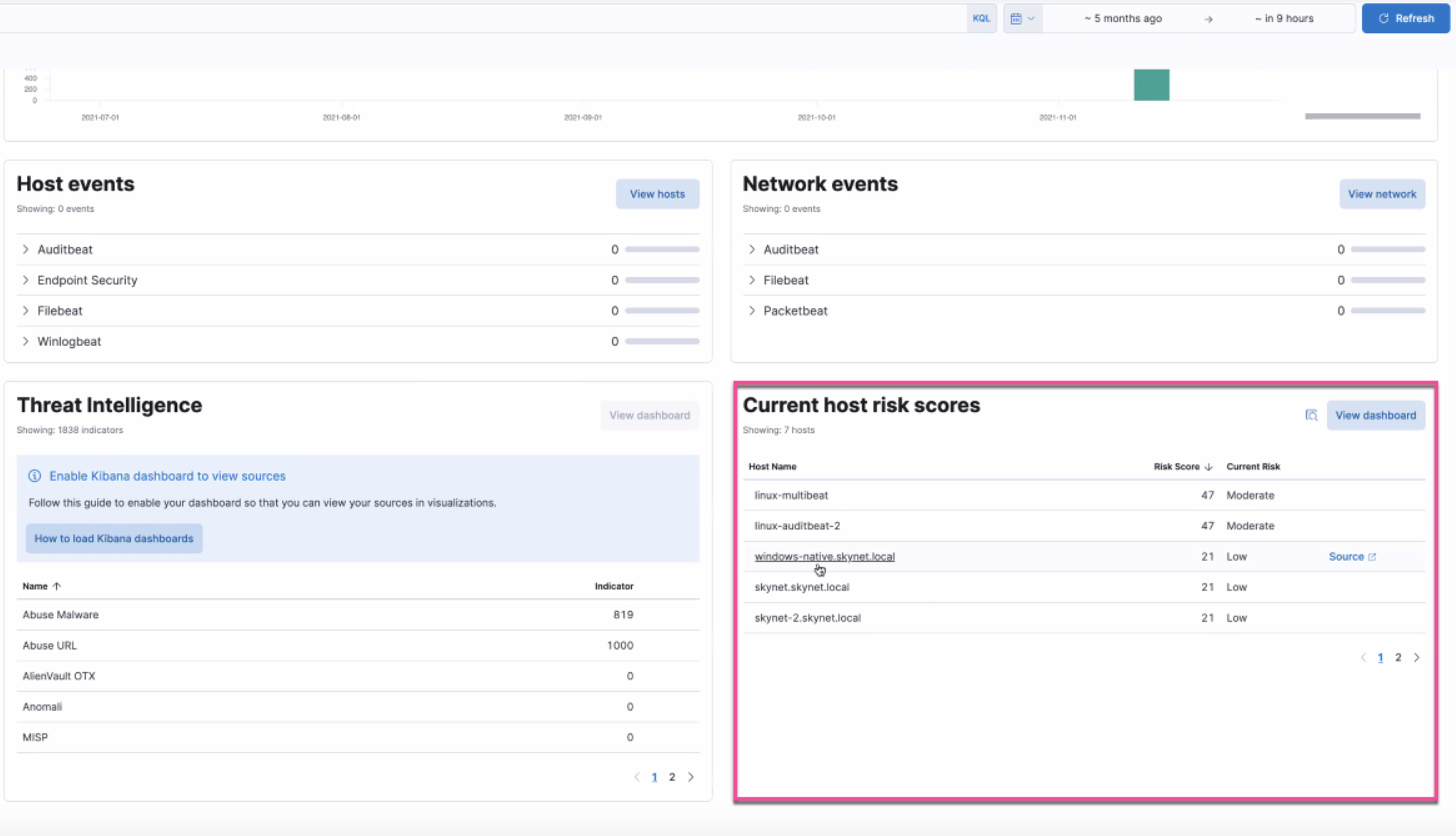 KQL
~ 5 months ago → ~ in 9 hours
Refresh
400
200
0
2021-07-01 2021-08-01 2021-09-01 2021-10-01 2021-11-01
Host events
View hosts
Showing: 0 events
Auditbeat 0
Endpoint Security 0
Filebeat 0
Winlogbeat 0
Network events
View network
Showing: 0 events
Auditbeat 0
Filebeat 0
Packetbeat 0
Threat Intelligence
View dashboard
Showing: 1838 indicators
Enable Kibana dashboard to view sources
Follow this guide to enable your dashboard so that you can view your sources in visualizations.
How to load Kibana dashboards
Name ↑ Indicator
Abuse Malware 819
Abuse URL 1000
AlienVault OTX 0
Anomali 0
MISP 0
1 2
Current host risk scores
View dashboard
Showing: 7 hosts
Host Name Risk Score ↓ Current Risk
linux-multibeat 47 Moderate
linux-auditbeat-2 47 Moderate
windows-native.skynet.local 21 Low Source
skynet.skynet.local 21 Low
skynet-2.skynet.local 21 Low
1 2